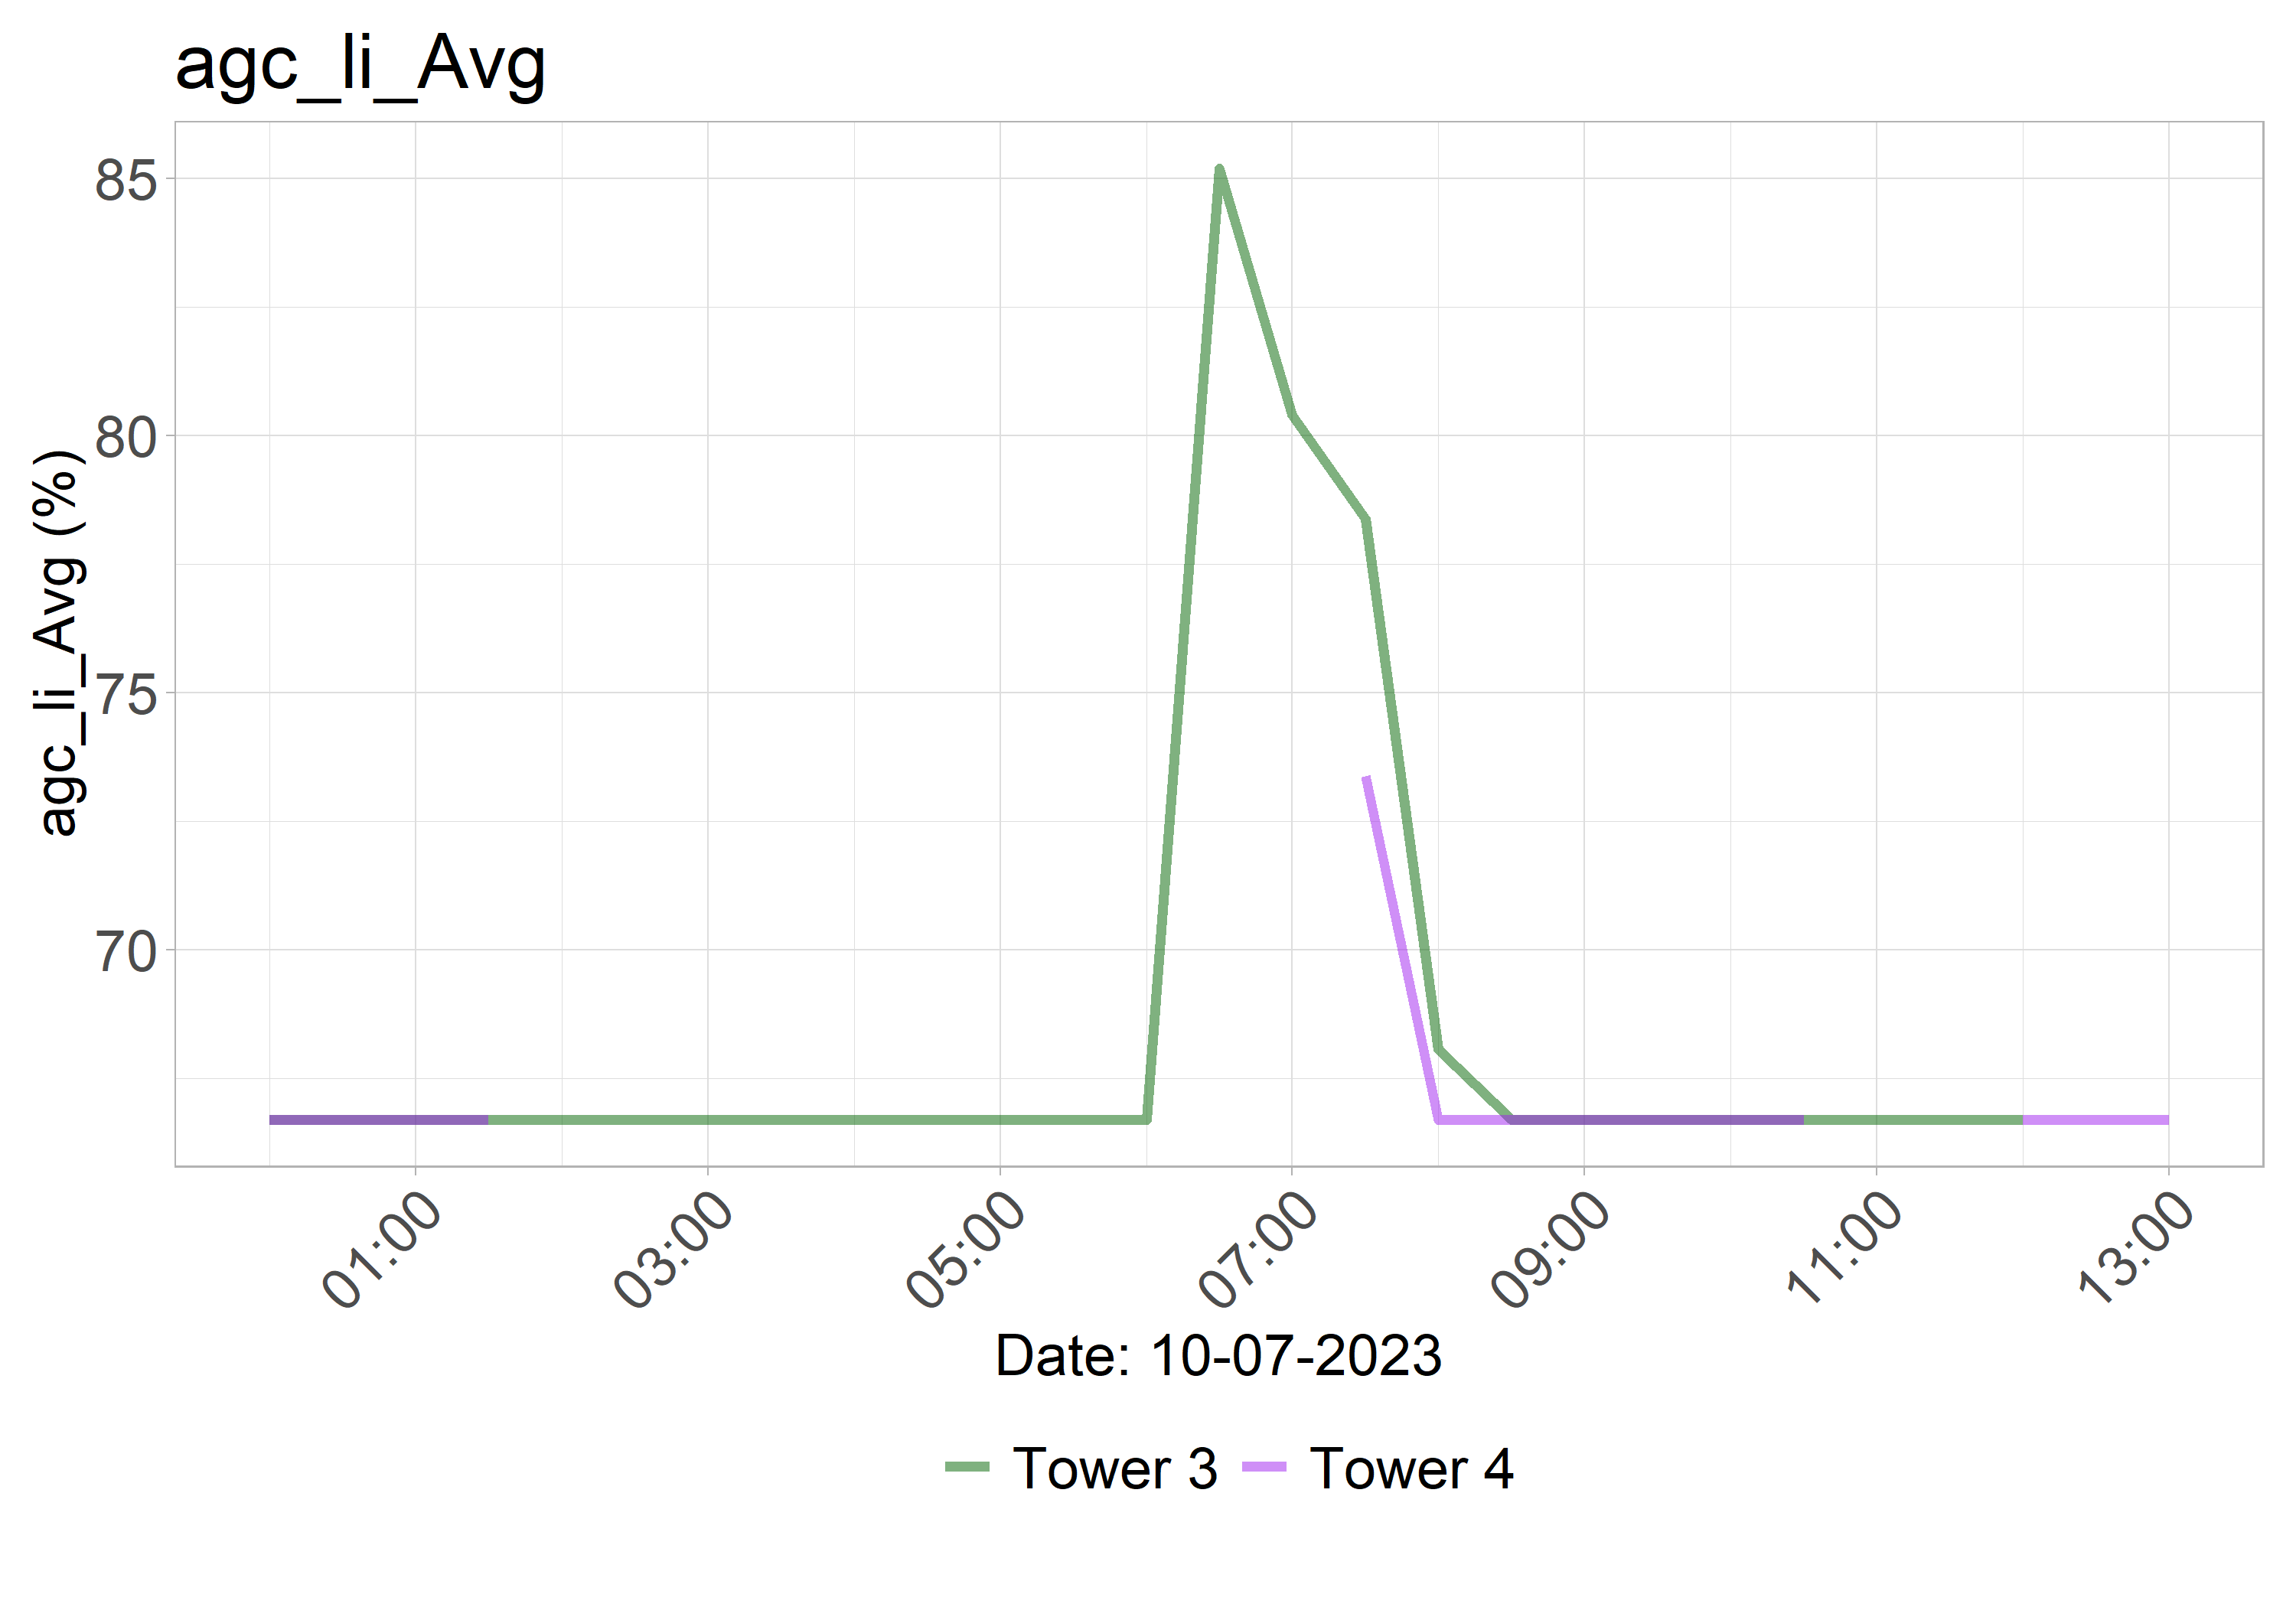 agc_li_Avg
agc_li_Avg (%)
85
80
75
70
01:00 03:00 05:00 07:00 09:00 11:00 13:00
Date: 10-07-2023
Tower 3 Tower 4